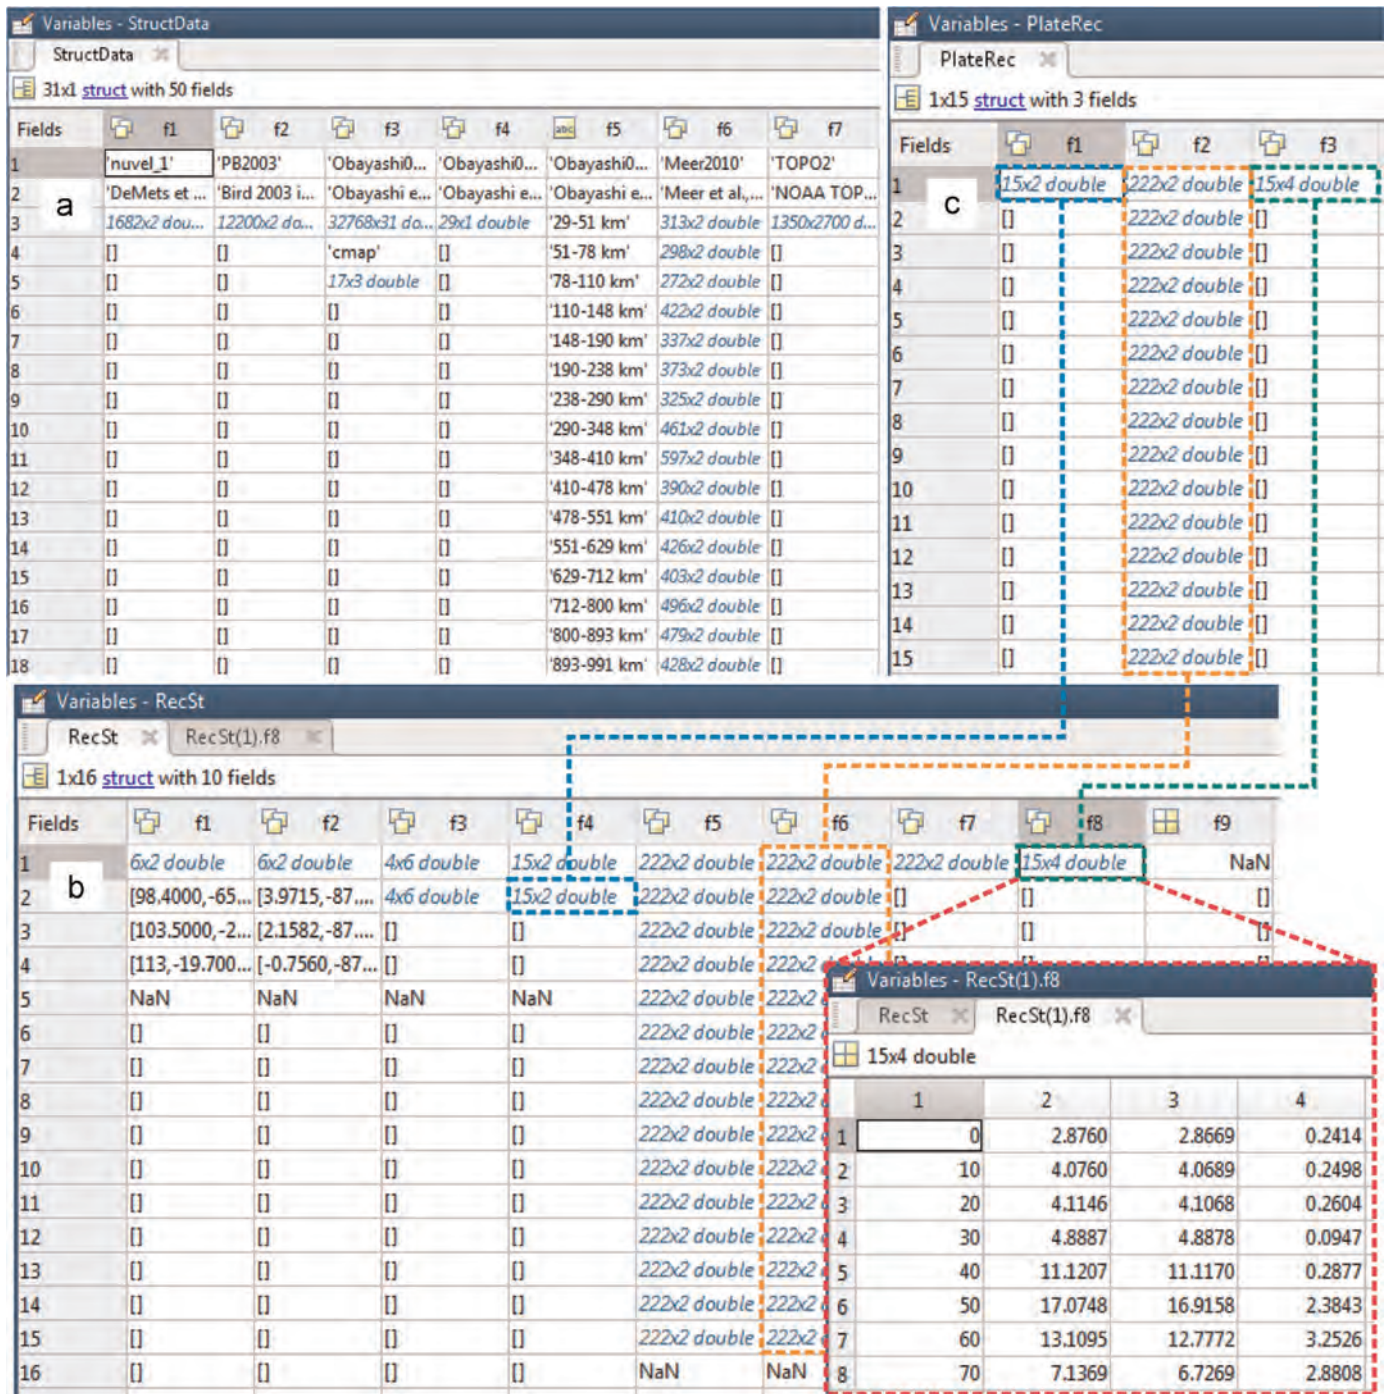 Variables - StructData
StructData
31x1 struct with 50 fields
Fields f1 f2 f3 f4 f5 f6 f7
1 'nuvel_1' 'PB2003' 'Obayashi0... 'Obayashi0... 'Obayashi0... 'Meer2010' 'TOPO2'
2 'DeMets et ... 'Bird 2003 i... 'Obayashi e... 'Obayashi e... 'Obayashi e... 'Meer et al,... 'NOAA TOP...
a
3 1682x2 dou... 12200x2 do... 32768x31 do... 29x1 double '29-51 km' 313x2 double 1350x2700 d...
4 [] [] 'cmap' [] '51-78 km' 298x2 double []
5 [] [] 17x3 double [] '78-110 km' 272x2 double []
6 [] [] [] [] '110-148 km' 422x2 double []
7 [] [] [] [] '148-190 km' 337x2 double []
8 [] [] [] [] '190-238 km' 373x2 double []
9 [] [] [] [] '238-290 km' 325x2 double []
10 [] [] [] [] '290-348 km' 461x2 double []
11 [] [] [] [] '348-410 km' 597x2 double []
12 [] [] [] [] '410-478 km' 390x2 double []
13 [] [] [] [] '478-551 km' 410x2 double []
14 [] [] [] [] '551-629 km' 426x2 double []
15 [] [] [] [] '629-712 km' 403x2 double []
16 [] [] [] [] '712-800 km' 496x2 double []
17 [] [] [] [] '800-893 km' 479x2 double []
18 [] [] [] [] '893-991 km' 428x2 double []
Variables - PlateRec
PlateRec
1x15 struct with 3 fields
Fields f1 f2 f3
1 15x2 double 222x2 double 15x4 double
c
2 [] 222x2 double []
3 [] 222x2 double []
4 [] 222x2 double []
5 [] 222x2 double []
6 [] 222x2 double []
7 [] 222x2 double []
8 [] 222x2 double []
9 [] 222x2 double []
10 [] 222x2 double []
11 [] 222x2 double []
12 [] 222x2 double []
13 [] 222x2 double []
14 [] 222x2 double []
15 [] 222x2 double []
Variables - RecSt
RecSt RecSt(1).f8
1x16 struct with 10 fields
Fields f1 f2 f3 f4 f5 f6 f7 f8 f9
1 6x2 double 6x2 double 4x6 double 15x2 double 222x2 double 222x2 double 222x2 double 15x4 double NaN
b
2 [98.4000,-65... [3.9715,-87.... 4x6 double 15x2 double 222x2 double 222x2 double [] [] []
3 [103.5000,-2... [2.1582,-87.... [] [] 222x2 double 222x2 double [] [] []
4 [113,-19.700... [-0.7560,-87... [] [] 222x2 double 222x2 [] [] []
5 NaN NaN NaN NaN 222x2 double 222x2
6 [] [] [] [] 222x2 double 222x2
7 [] [] [] [] 222x2 double 222x2
8 [] [] [] [] 222x2 double 222x2
9 [] [] [] [] 222x2 double 222x2
10 [] [] [] [] 222x2 double 222x2
11 [] [] [] [] 222x2 double 222x2
12 [] [] [] [] 222x2 double 222x2
13 [] [] [] [] 222x2 double 222x2
14 [] [] [] [] 222x2 double 222x2
15 [] [] [] [] 222x2 double 222x2
16 [] [] [] [] NaN NaN
Variables - RecSt(1).f8
RecSt RecSt(1).f8
15x4 double
1 2 3 4
1 0 2.8760 2.8669 0.2414
2 10 4.0760 4.0689 0.2498
3 20 4.1146 4.1068 0.2604
4 30 4.8887 4.8878 0.0947
5 40 11.1207 11.1170 0.2877
6 50 17.0748 16.9158 2.3843
7 60 13.1095 12.7772 3.2526
8 70 7.1369 6.7269 2.8808